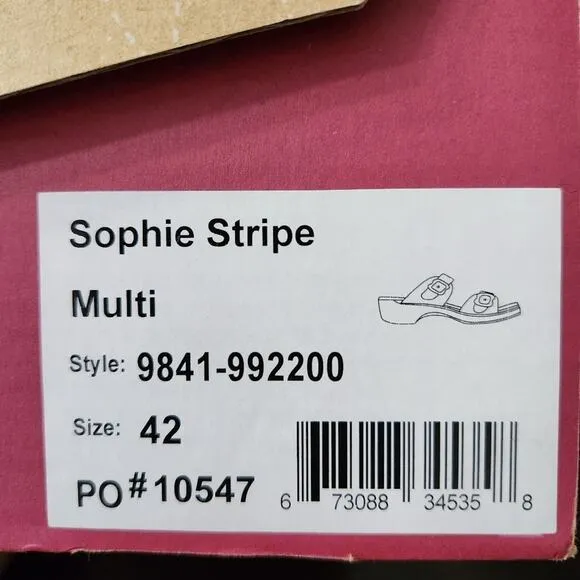 Sophie Stripe
Multi
Style: 9841-992200
Size: 42
PO#10547
6 73088 34535 8